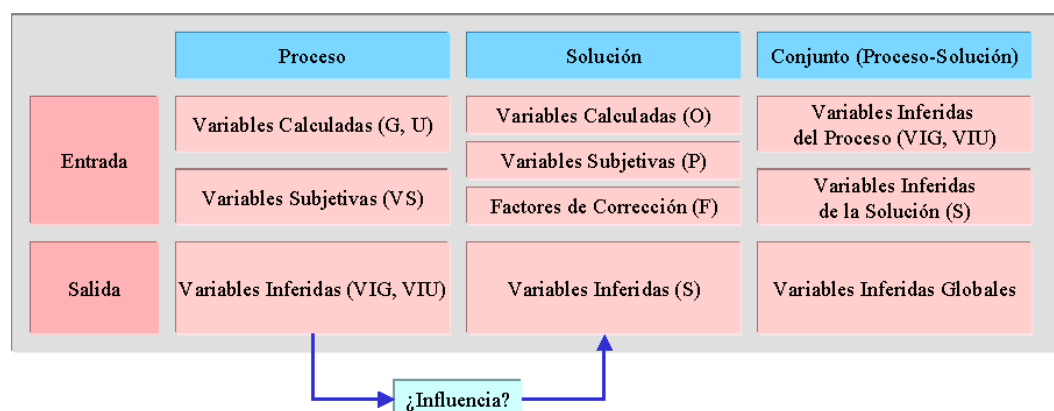 Proceso
Solución
Conjunto (Proceso-Solución)
Entrada
Variables Calculadas (G, U)
Variables Subjetivas (VS)
Variables Calculadas (O)
Variables Subjetivas (P)
Factores de Corrección (F)
Variables Inferidas
del Proceso (VIG, VIU)
Variables Inferidas
de la Solución (S)
Salida
Variables Inferidas (VIG, VIU)
Variables Inferidas (S)
Variables Inferidas Globales
¿Influencia?